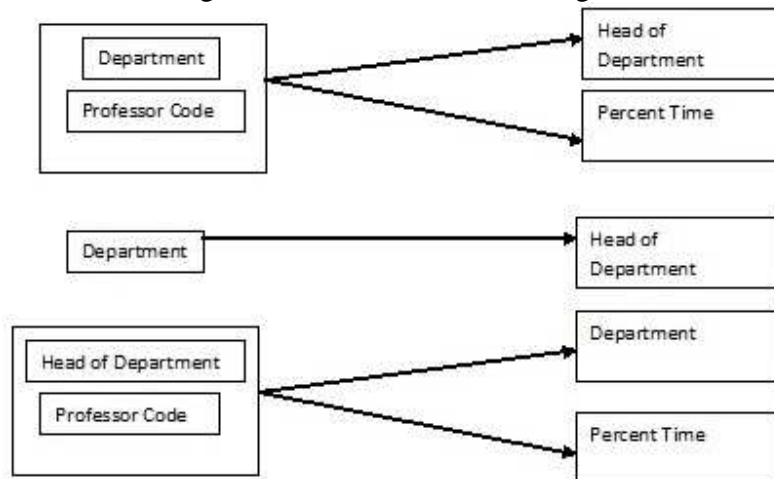 Department
Professor Code
Head of
Department
Percent Time
Department
Head of
Department
Head of Department
Professor Code
Department
Percent Time